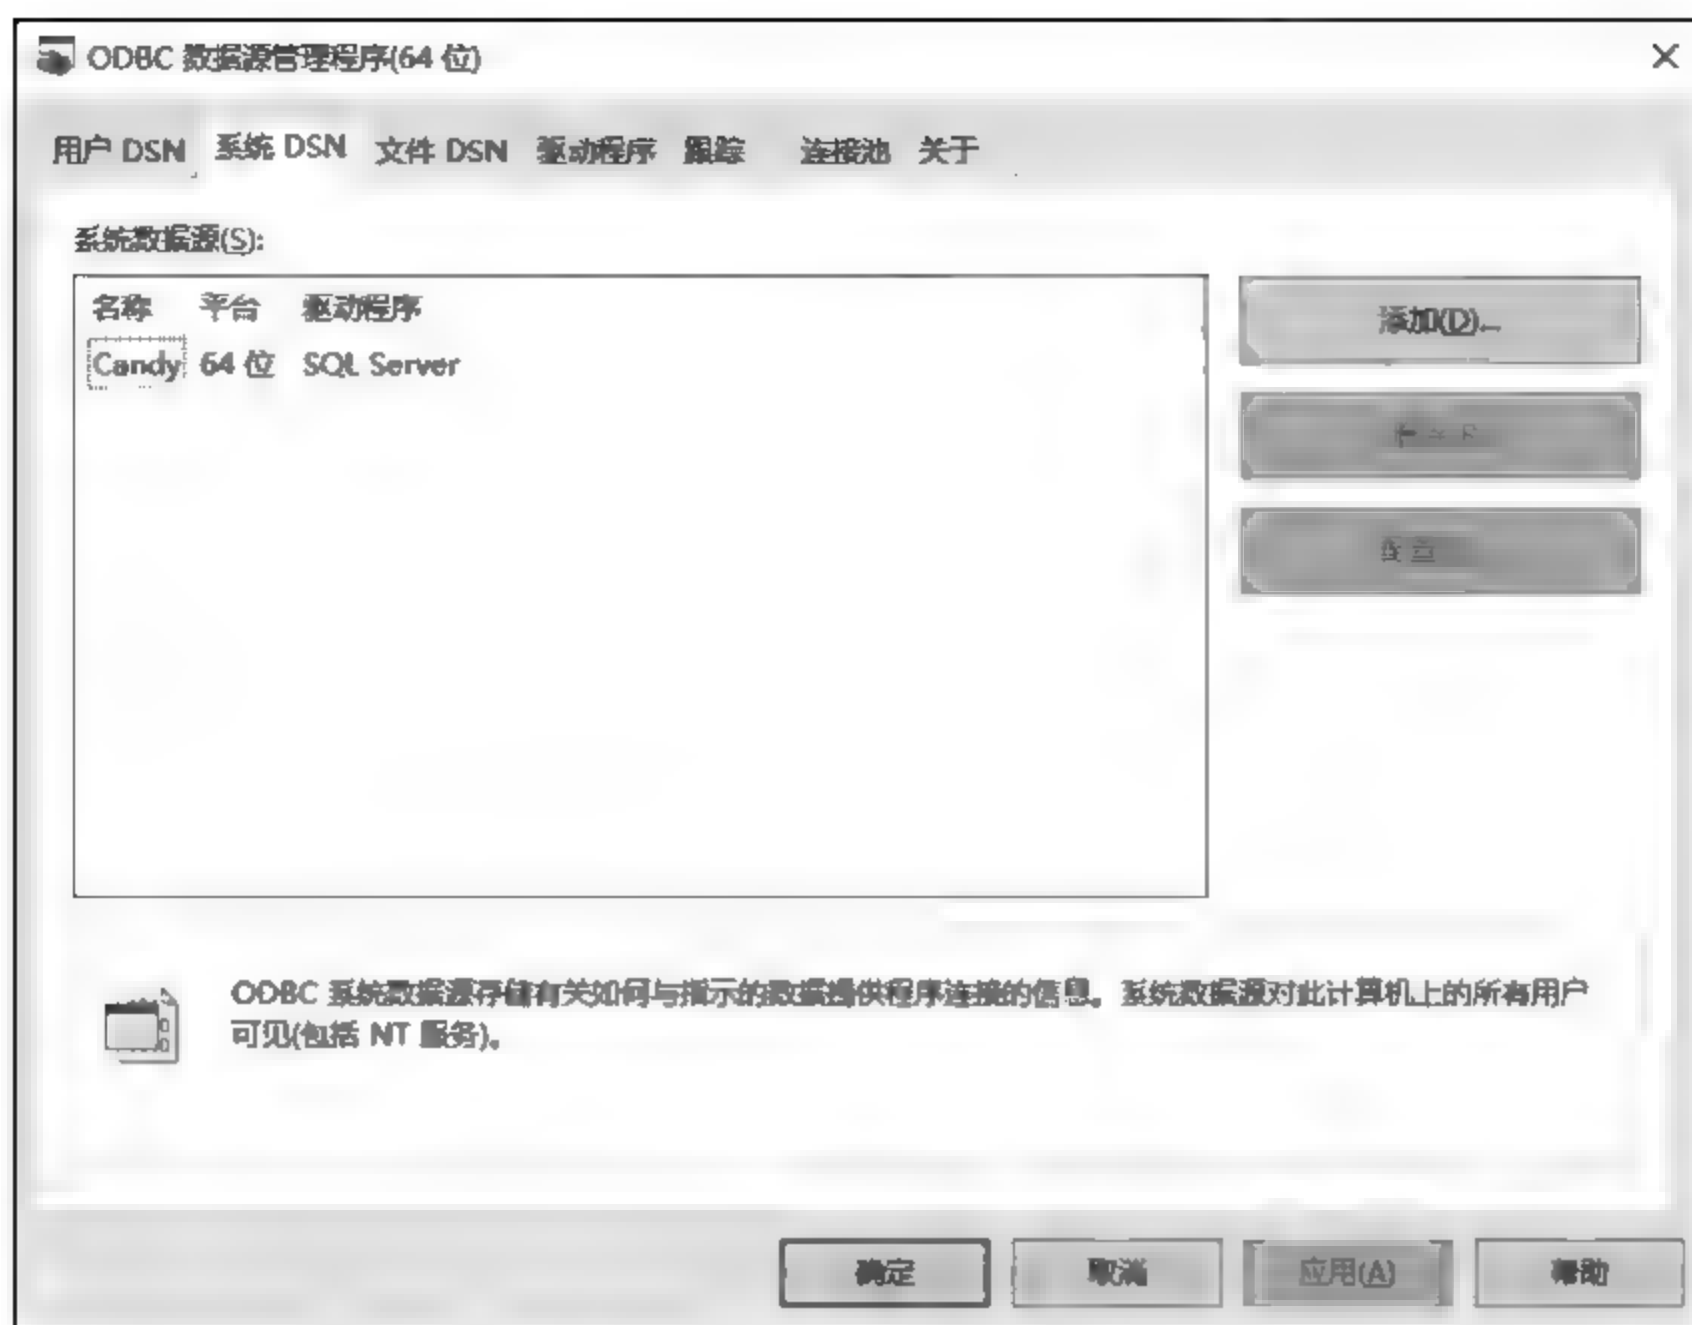 ODBC 数据源管理程序(64 位)
用户 DSN 系统 DSN 文件 DSN 驱动程序 跟踪 连接池 关于
系统数据源(S):
名称 平台 驱动程序
Candy 64 位 SQL Server
添加(D)...
配置
ODBC 系统数据源存储有关如何与指示的数据提供程序连接的信息。系统数据源对此计算机上的所有用户
可见(包括 NT 服务)。
确定 取消 应用(A) 帮助